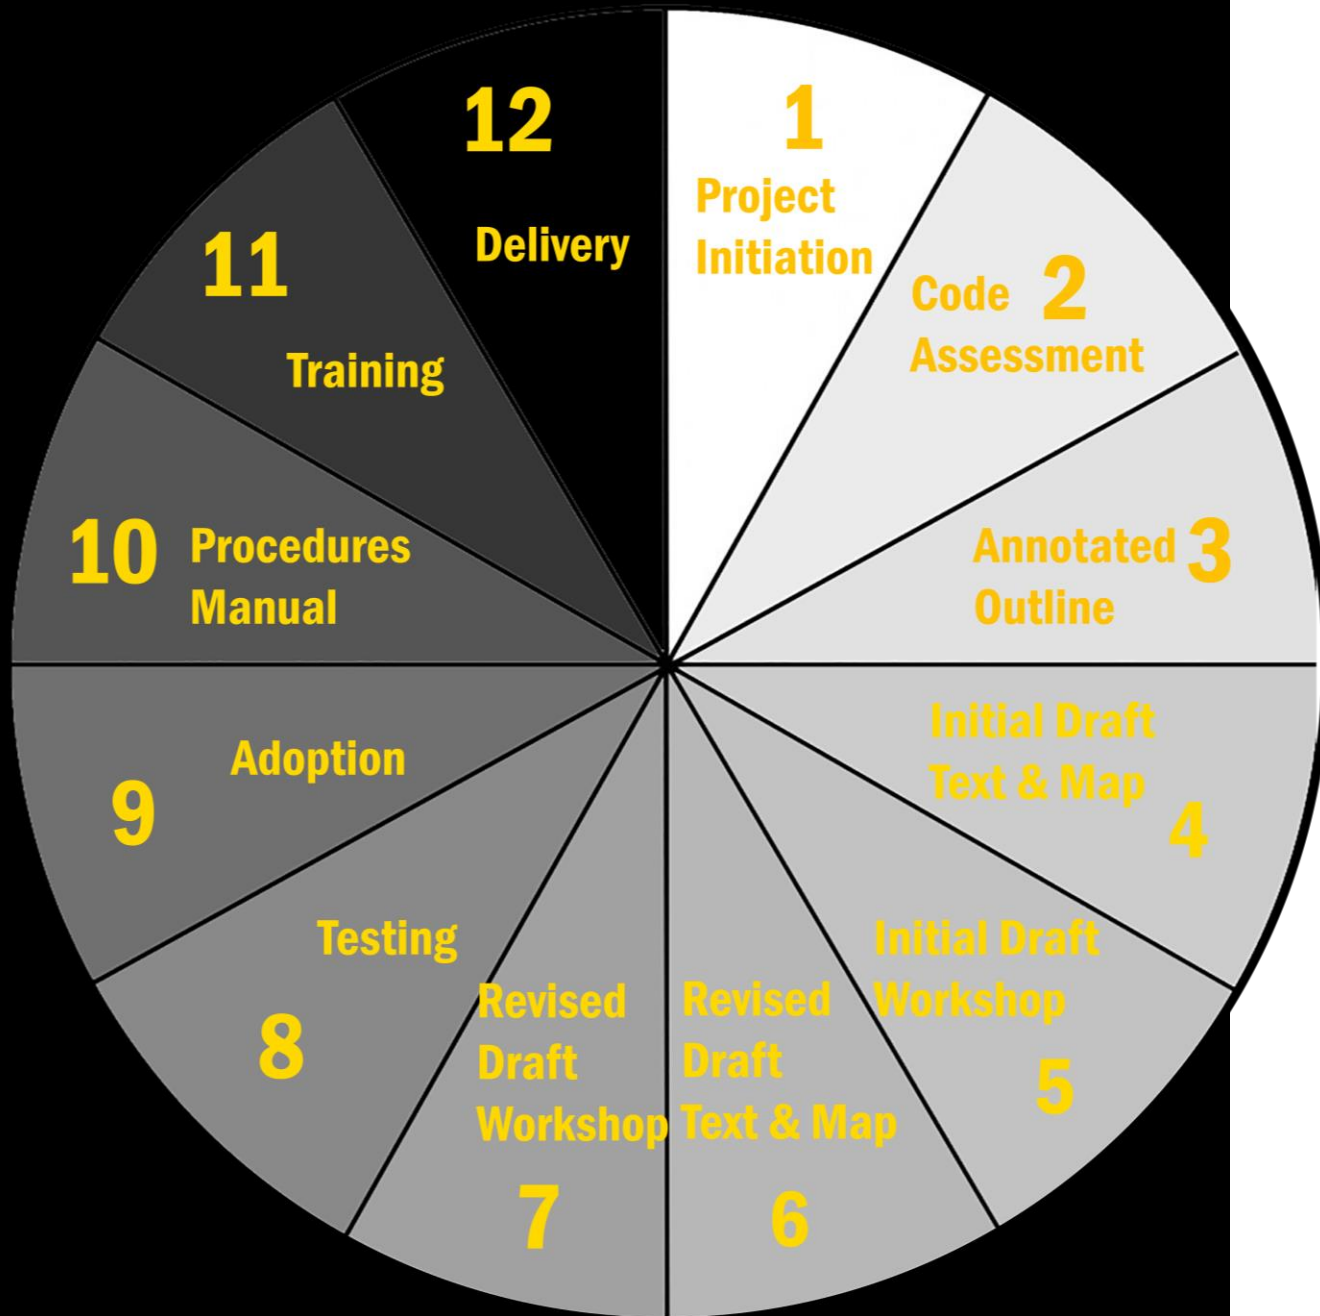 1
Project
Initiation
2
Code
Assessment
3
Annotated
Outline
4
Initial Draft
Text & Map
5
Initial Draft
Workshop
6
Revised
Draft
Text & Map
7
Revised
Draft
Workshop
8
Testing
9
Adoption
10
Procedures
Manual
11
Training
12
Delivery